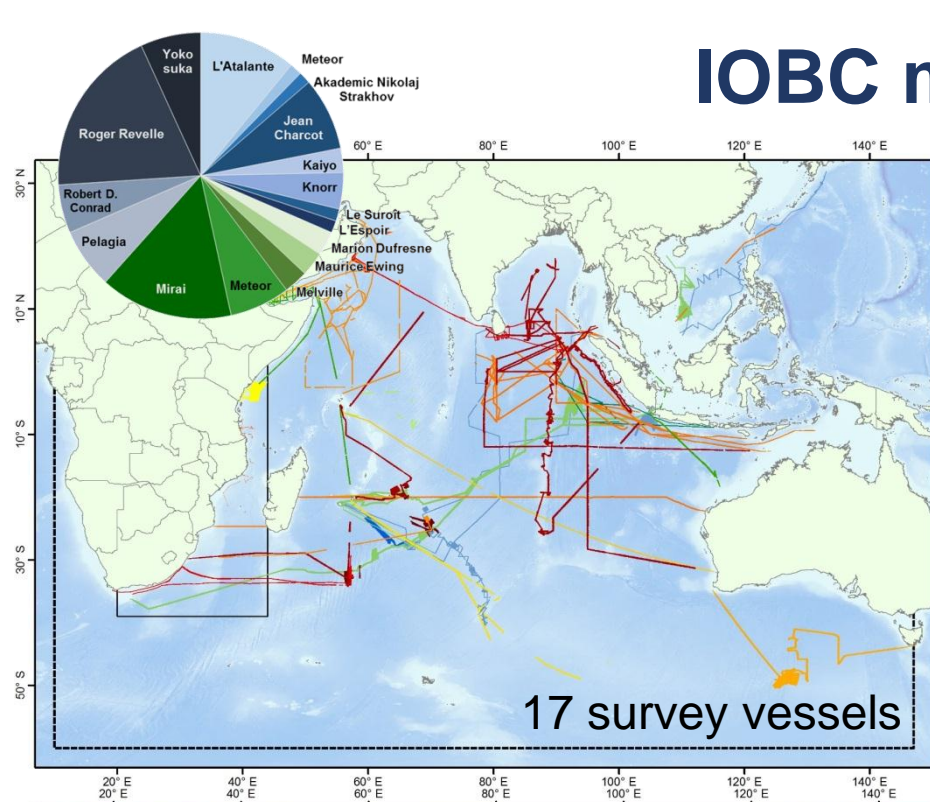 IOBC
Yoko
suka
L'Atalante
Meteor
Akademic Nikolaj
Strakhov
Jean
Charcot
Roger Revelle
Kaiyo
Knorr
Robert D.
Conrad
Le Suroît
L'Espoir
Pelagia
Marion Dufresne
Maurice Ewing
Mirai
Meteor
Melville
60° E
80° E
100° E
120° E
140° E
30° N
10° N
10° S
30° S
50° S
17 survey vessels
20° E
40° E
60° E
80° E
100° E
120° E
140° E
20° E
40° E
60° E
80° E
100° E
120° E
140° E